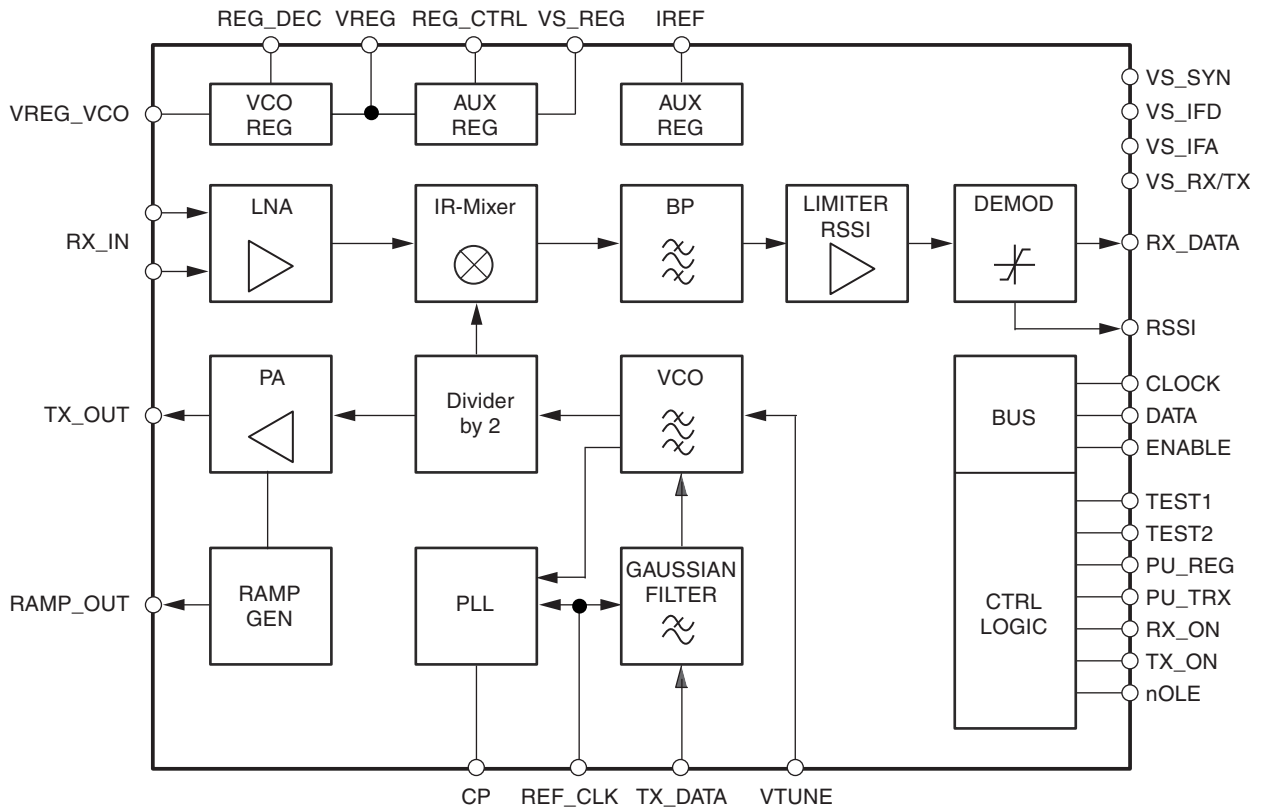 REG_DEC VREG REG_CTRL VS_REG IREF
VREG_VCO
VCO
REG
AUX
REG
AUX
REG
VS_SYN
VS_IFD
VS_IFA
VS_RX/TX
RX_IN
LNA
IR-Mixer
BP
LIMITER
RSSI
DEMOD
RX_DATA
RSSI
TX_OUT
PA
Divider
by 2
VCO
BUS
CLOCK
DATA
ENABLE
RAMP_OUT
RAMP
GEN
PLL
GAUSSIAN
FILTER
CTRL
LOGIC
TEST1
TEST2
PU_REG
PU_TRX
RX_ON
TX_ON
nOLE
CP REF_CLK TX_DATA VTUNE